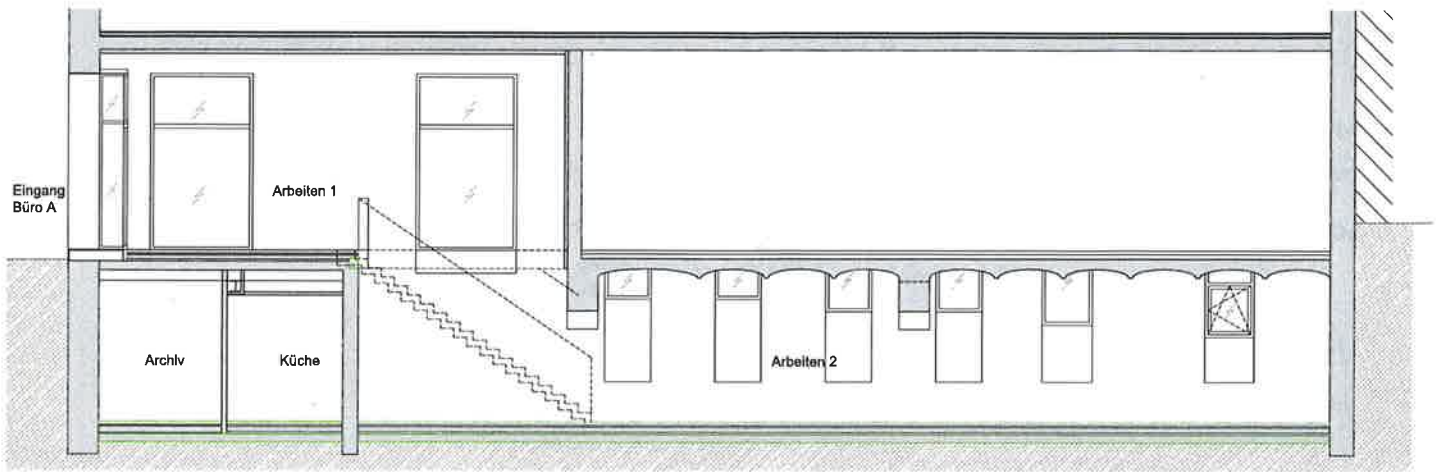 Eingang
Büro A
Arbeiten 1
Archiv
Küche
Arbeiten 2